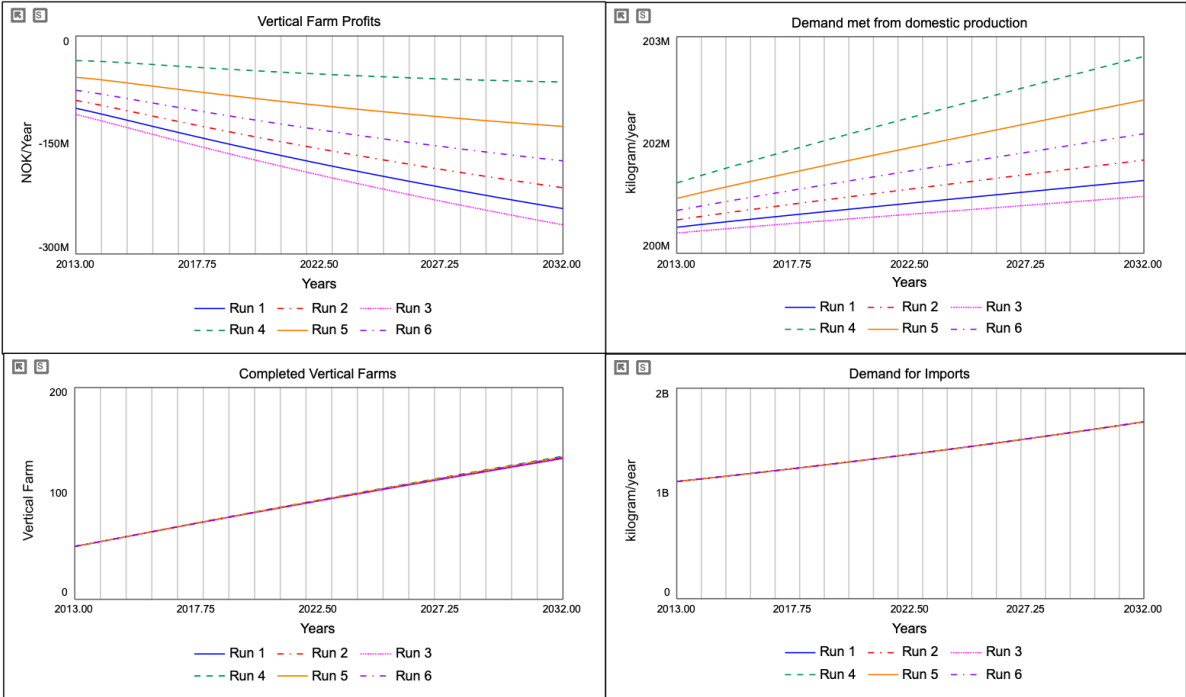 S
Vertical Farm Profits
0
-150M
-300M
NOK/Year
2013.00 2017.75 2022.50 2027.25 2032.00
Years
Run 1 Run 2 Run 3
Run 4 Run 5 Run 6
S
Demand met from domestic production
203M
202M
200M
kilogram/year
2013.00 2017.75 2022.50 2027.25 2032.00
Years
Run 1 Run 2 Run 3
Run 4 Run 5 Run 6
S
Completed Vertical Farms
200
100
0
Vertical Farm
2013.00 2017.75 2022.50 2027.25 2032.00
Years
Run 1 Run 2 Run 3
Run 4 Run 5 Run 6
S
Demand for Imports
2B
1B
0
kilogram/year
2013.00 2017.75 2022.50 2027.25 2032.00
Years
Run 1 Run 2 Run 3
Run 4 Run 5 Run 6